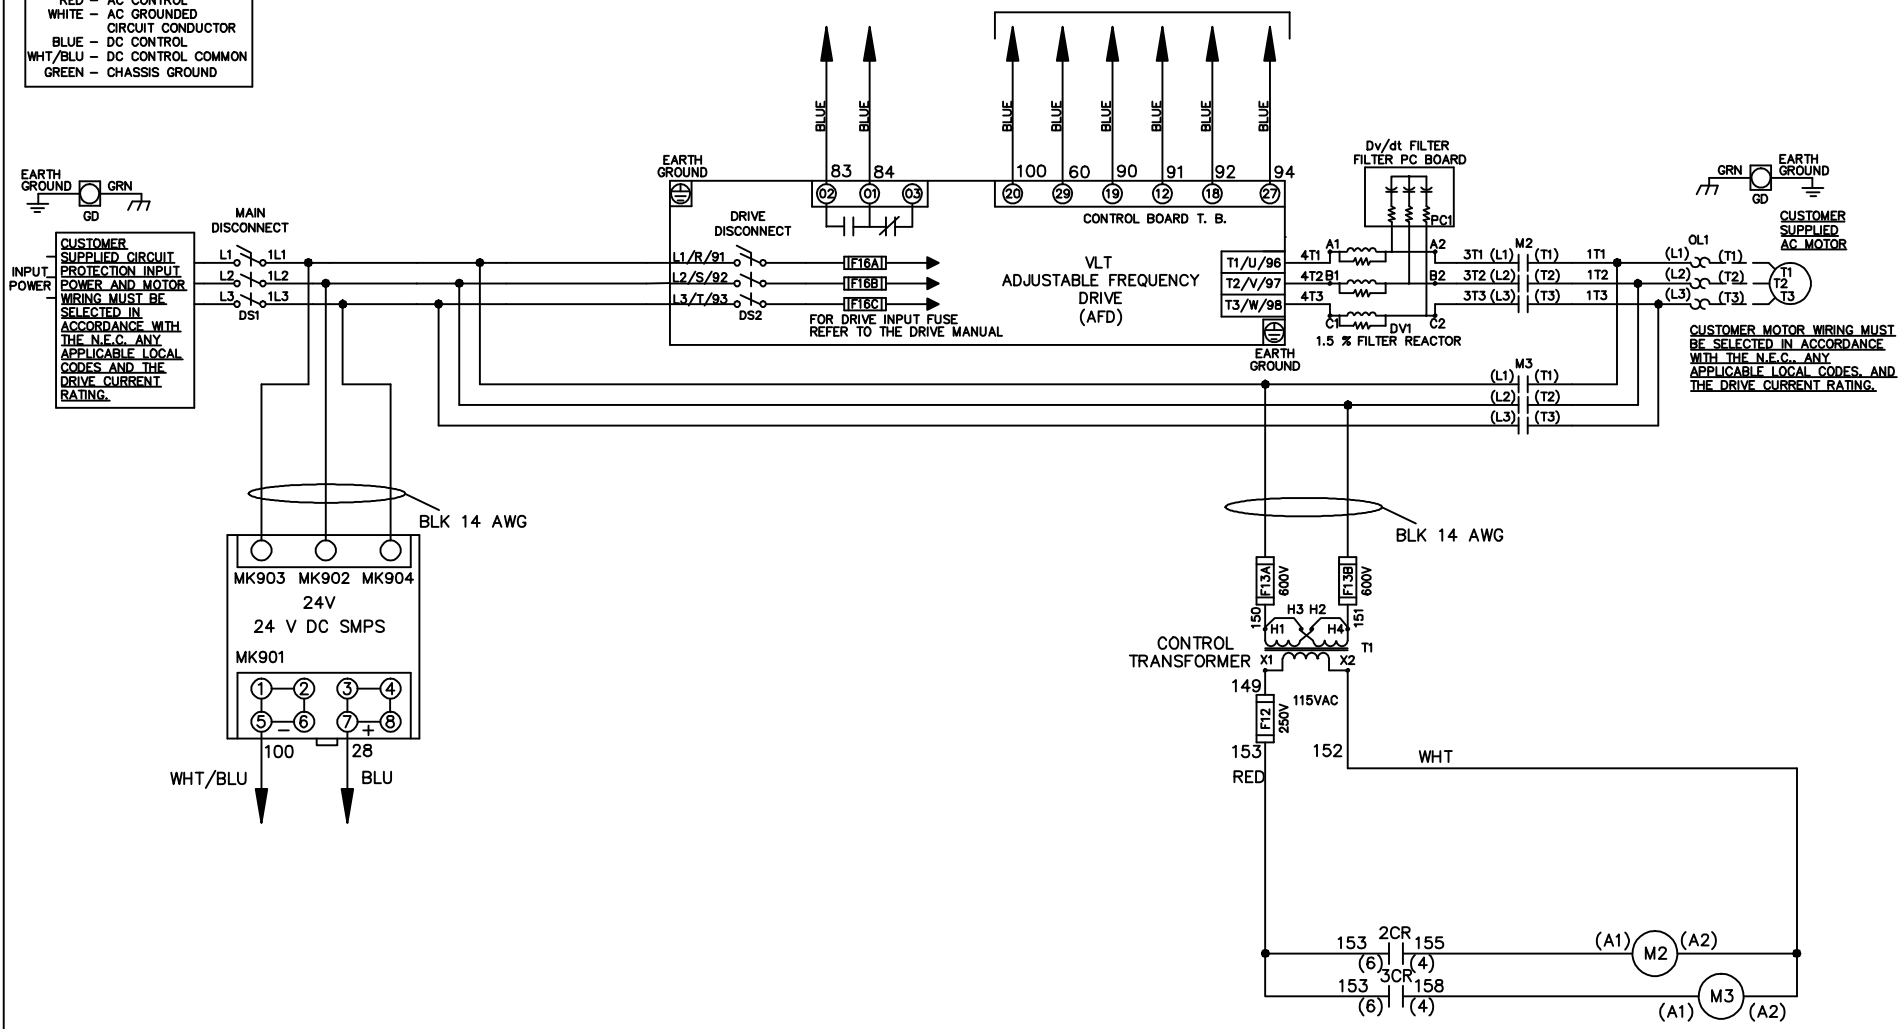 RED – AC CONTROL
WHITE – AC GROUNDED
CIRCUIT CONDUCTOR
BLUE – DC CONTROL
WHT/BLU – DC CONTROL COMMON
GREEN – CHASSIS GROUND
BLUE
BLUE
BLUE
BLUE
BLUE
BLUE
BLUE
BLUE
EARTH
GROUND
GRN
GD
MAIN
DISCONNECT
CUSTOMER
SUPPLIED CIRCUIT
PROTECTION INPUT
POWER AND MOTOR
WIRING MUST BE
SELECTED IN
ACCORDANCE WITH
THE N.E.C. ANY
APPLICABLE LOCAL
CODES AND THE
DRIVE CURRENT
RATING.
INPUT
POWER
L1 1L1
L2 1L2
L3 1L3
DS1
EARTH
GROUND
83 84
02 01 03
100 60 90 91 92 94
20 29 19 12 18 27
CONTROL BOARD T. B.
DRIVE
DISCONNECT
L1/R/91
L2/S/92
L3/T/93
DS2
F16A
F16B
F16C
FOR DRIVE INPUT FUSE
REFER TO THE DRIVE MANUAL
VLT
ADJUSTABLE FREQUENCY
DRIVE
(AFD)
T1/U/96
T2/V/97
T3/W/98
EARTH
GROUND
Dv/dt FILTER
FILTER PC BOARD
PC1
4T1 A1 A2
4T2 B1 B2
4T3
C1 C2
DV1
1.5 % FILTER REACTOR
M2
3T1 (L1) (T1) 1T1
3T2 (L2) (T2) 1T2
3T3 (L3) (T3) 1T3
OL1
(L1) (T1)
(L2) (T2)
(L3) (T3)
T1
T2
T3
GRN
EARTH
GROUND
GD
CUSTOMER
SUPPLIED
AC MOTOR
CUSTOMER MOTOR WIRING MUST
BE SELECTED IN ACCORDANCE
WITH THE N.E.C., ANY
APPLICABLE LOCAL CODES, AND
THE DRIVE CURRENT RATING.
M3
(L1) (T1)
(L2) (T2)
(L3) (T3)
BLK 14 AWG
BLK 14 AWG
MK903 MK902 MK904
24V
24 V DC SMPS
MK901
1 2 3 4
5 6 7 8
– +
100 28
WHT/BLU BLU
F13A
600V
F13B
600V
150
151
H3 H2
H1 H4
T1
CONTROL
TRANSFORMER
X1 X2
149
115VAC
F12
250V
153 152
RED
WHT
2CR
153 155
(6) (4)
(A1) M2 (A2)
3CR
153 158
(6) (4)
(A1) M3 (A2)